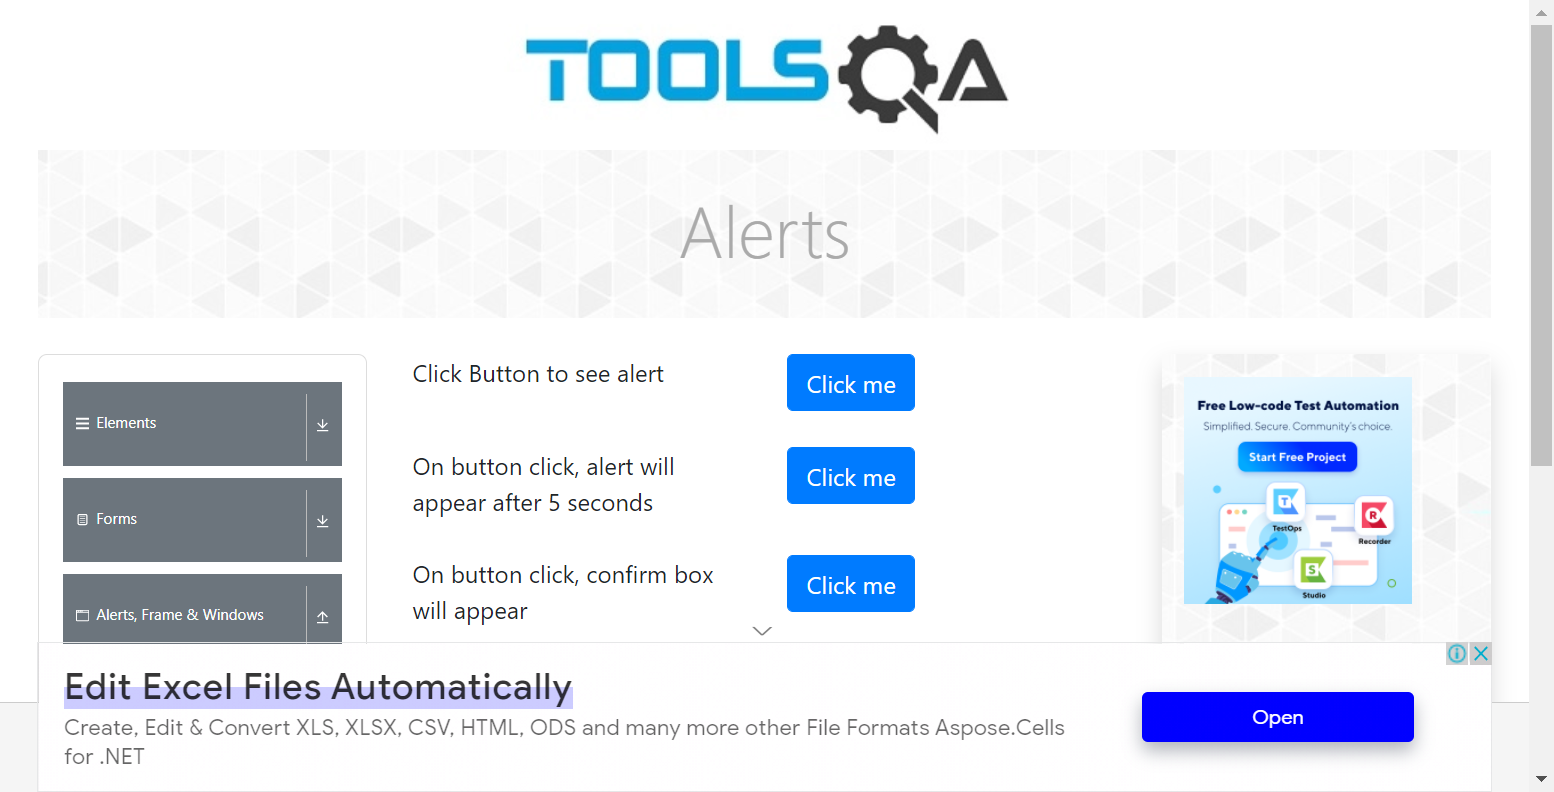 TOOLSQA
Alerts
Elements
Forms
Alerts, Frame & Windows
Click Button to see alert
Click me
On button click, alert will
appear after 5 seconds
Click me
On button click, confirm box
will appear
Click me
Free Low-code Test Automation
Simplified. Secure. Community's choice.
Start Free Project
TestOps
Recorder
Studio
Edit Excel Files Automatically
Create, Edit & Convert XLS, XLSX, CSV, HTML, ODS and many more other File Formats Aspose.Cells
for .NET
Open